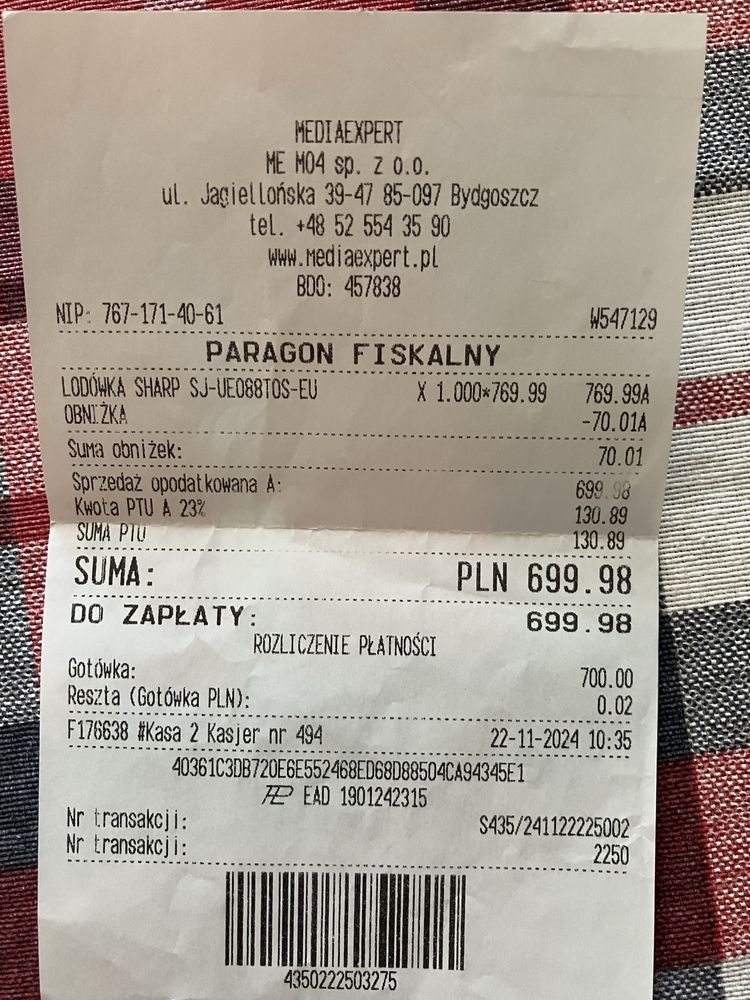 MEDIAEXPERT
ME M04 sp. z o.o.
ul. Jagiellońska 39-47 85-097 Bydgoszcz
tel. +48 52 554 35 90
www.mediaexpert.pl
BDO: 457838
NIP: 767-171-40-61 W547129
PARAGON FISKALNY
LODÓWKA SHARP SJ-UE088T0S-EU X 1.000*769.99 769.99A
OBNIŻKA -70.01A
Suma obniżek: 70.01
Sprzedaż opodatkowana A: 699.98
Kwota PTU A 23% 130.89
SUMA PTU 130.89
SUMA: PLN 699.98
DO ZAPŁATY: 699.98
ROZLICZENIE PŁATNOŚCI
Gotówka: 700.00
Reszta (Gotówka PLN): 0.02
F176638 #Kasa 2 Kasjer nr 494 22-11-2024 10:35
40361C3DB720E6E552468ED68D88504CA94345E1
EAD 1901242315
Nr transakcji: S435/241122225002
Nr transakcji: 2250
4350222503275